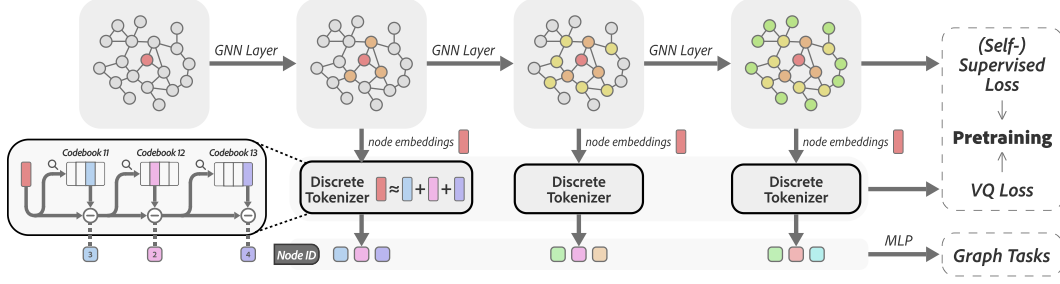 GNN Layer
GNN Layer
GNN Layer
(Self-)
Supervised
Loss
Pretraining
VQ Loss
node embeddings
node embeddings
node embeddings
Codebook 11
Codebook 12
Codebook 13
3
2
4
Discrete
Tokenizer
≈ + +
Discrete
Tokenizer
Discrete
Tokenizer
Node ID
MLP
Graph Tasks